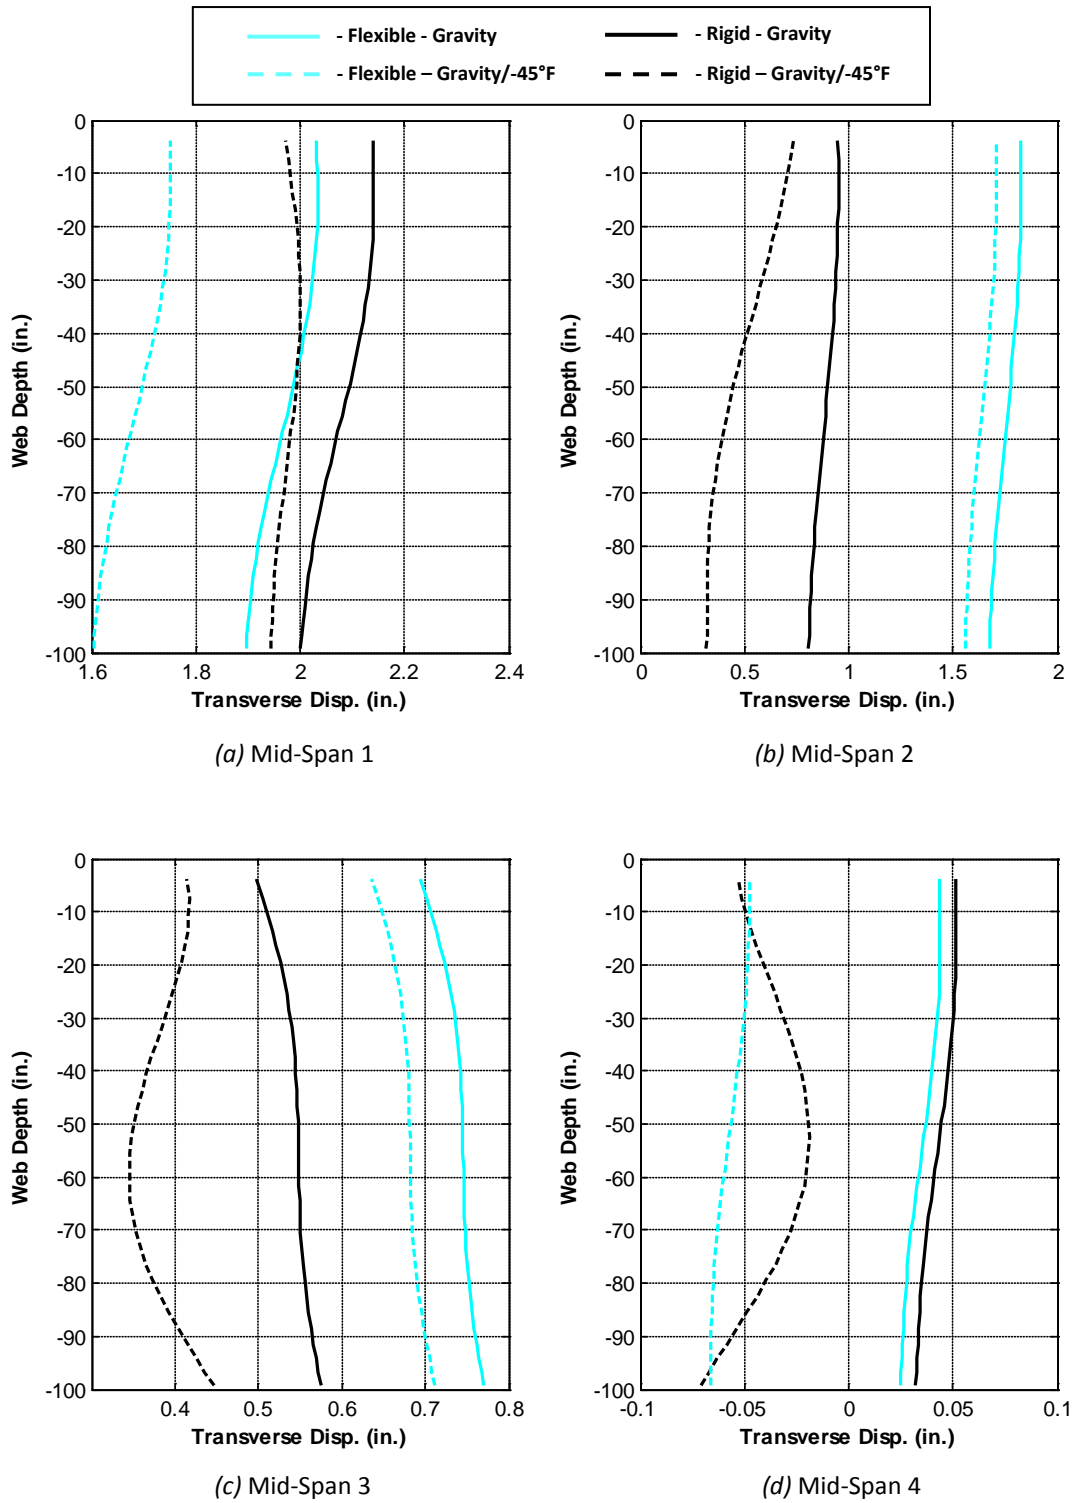 - Flexible - Gravity
- Rigid - Gravity
- Flexible – Gravity/-45°F
- Rigid – Gravity/-45°F
0
-10
-20
-30
-40
-50
-60
-70
-80
-90
-100
Web Depth (in.)
1.6 1.8 2 2.2 2.4
Transverse Disp. (in.)
(a) Mid-Span 1
0
-10
-20
-30
-40
-50
-60
-70
-80
-90
-100
Web Depth (in.)
0 0.5 1 1.5 2
Transverse Disp. (in.)
(b) Mid-Span 2
0
-10
-20
-30
-40
-50
-60
-70
-80
-90
-100
Web Depth (in.)
0.4 0.5 0.6 0.7 0.8
Transverse Disp. (in.)
(c) Mid-Span 3
0
-10
-20
-30
-40
-50
-60
-70
-80
-90
-100
Web Depth (in.)
-0.1 -0.05 0 0.05 0.1
Transverse Disp. (in.)
(d) Mid-Span 4